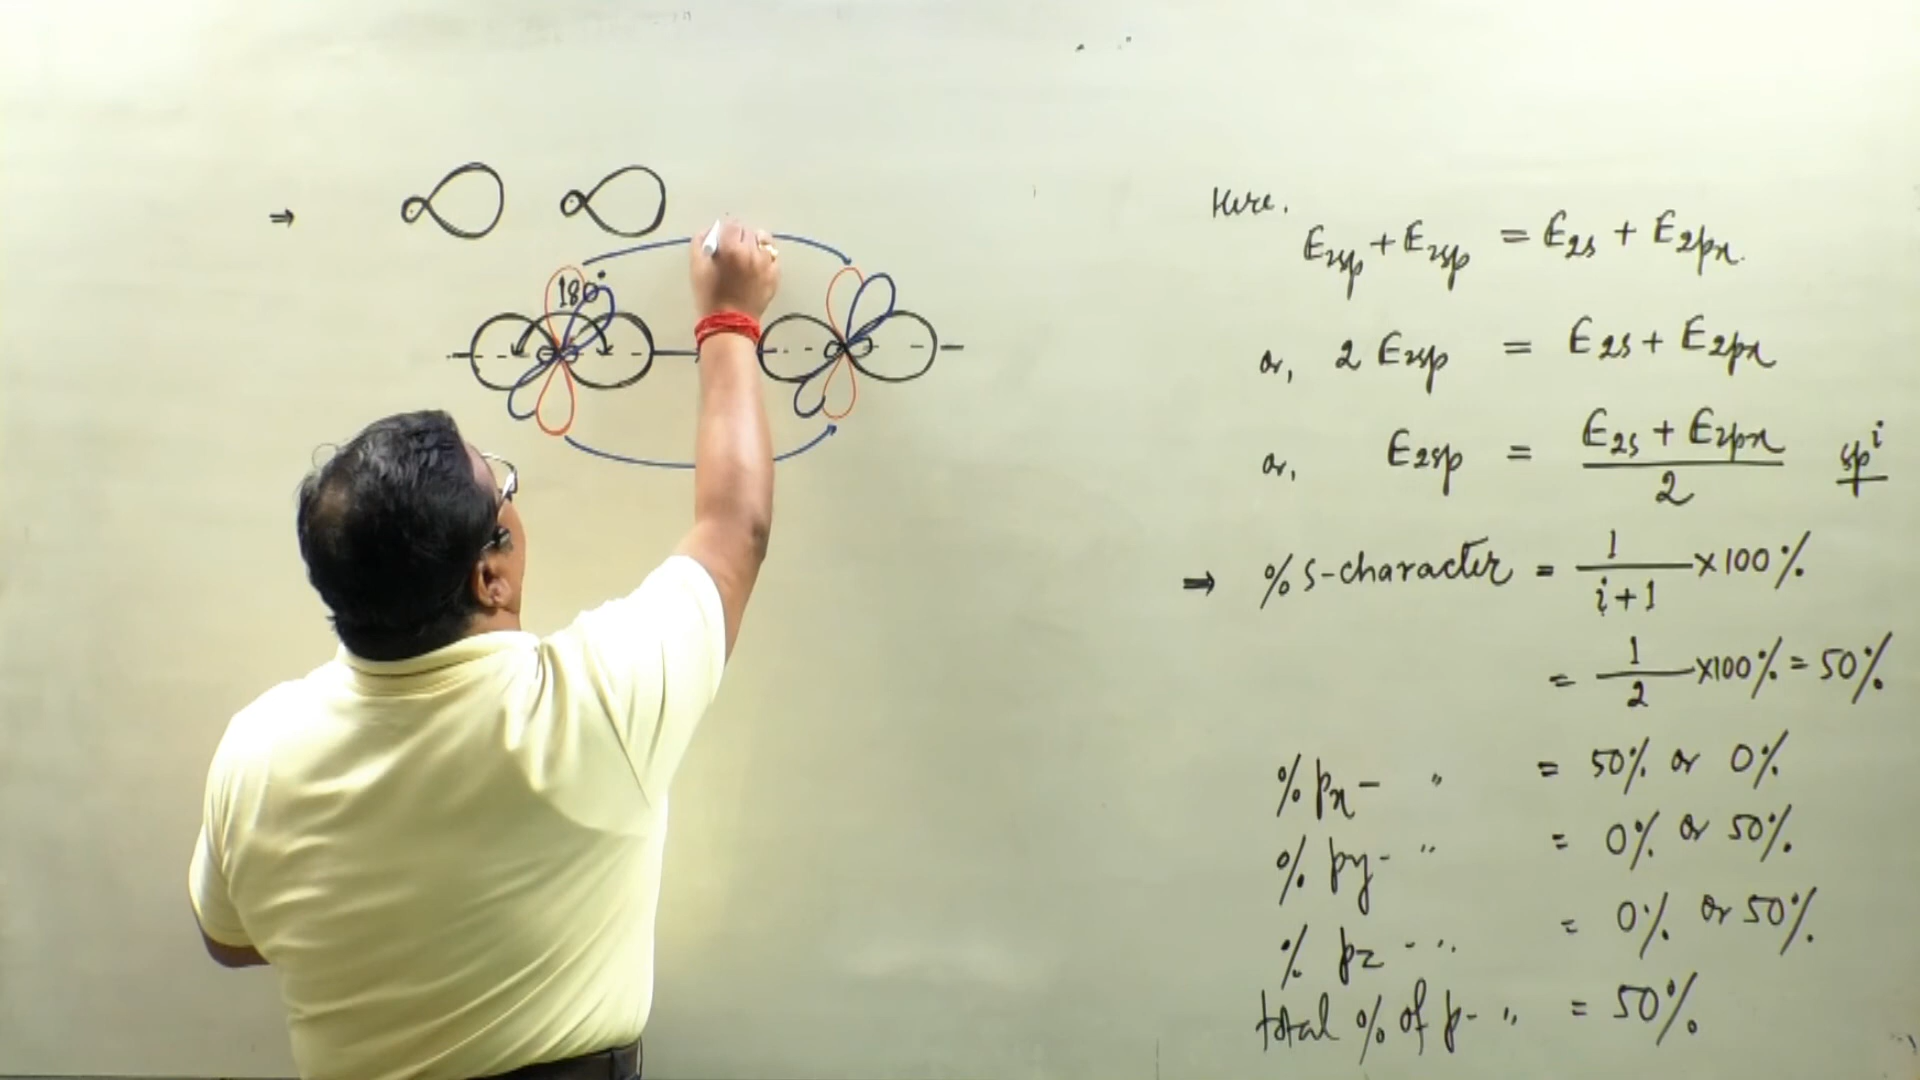 ⇒
180°
Here,
E2sp + E2sp = E2s + E2px.
or, 2 E2sp = E2s + E2px
or, E2sp = (E2s + E2px)/2 sp^i
⇒ % s-character = 1/(i+1) × 100%
= 1/2 × 100% = 50%
% px - " = 50% or 0%
% py - " = 0% or 50%.
% pz - " = 0% or 50%.
total % of p - " = 50%.